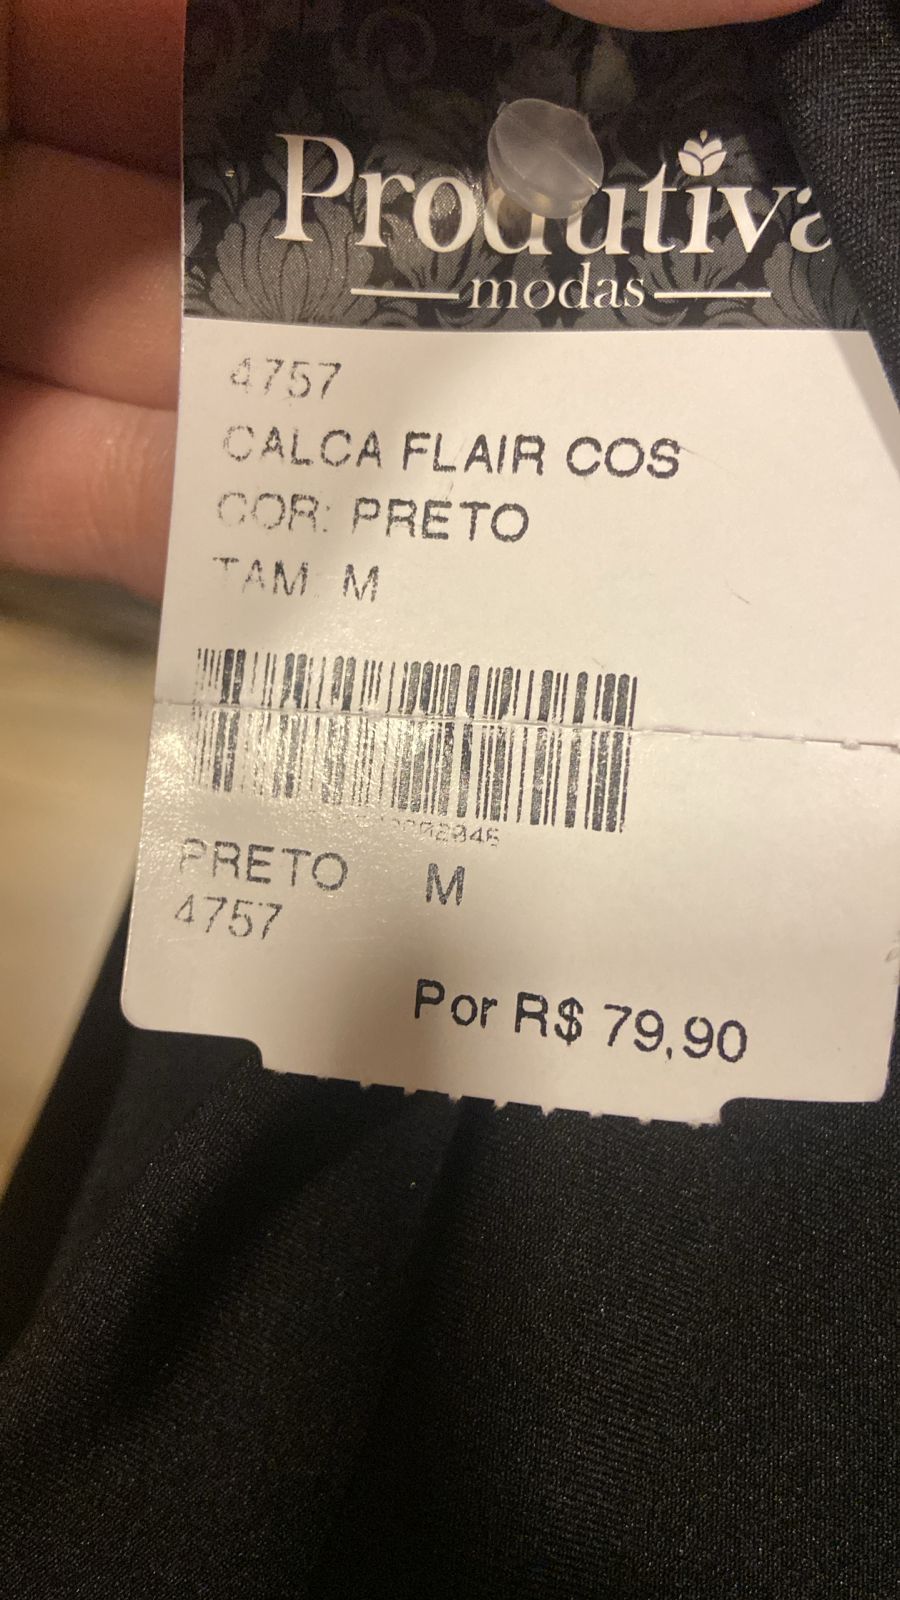 Produtiva
modas
4757
CALCA FLAIR COS
COR: PRETO
TAM: M
PRETO M
4757
Por R$ 79,90